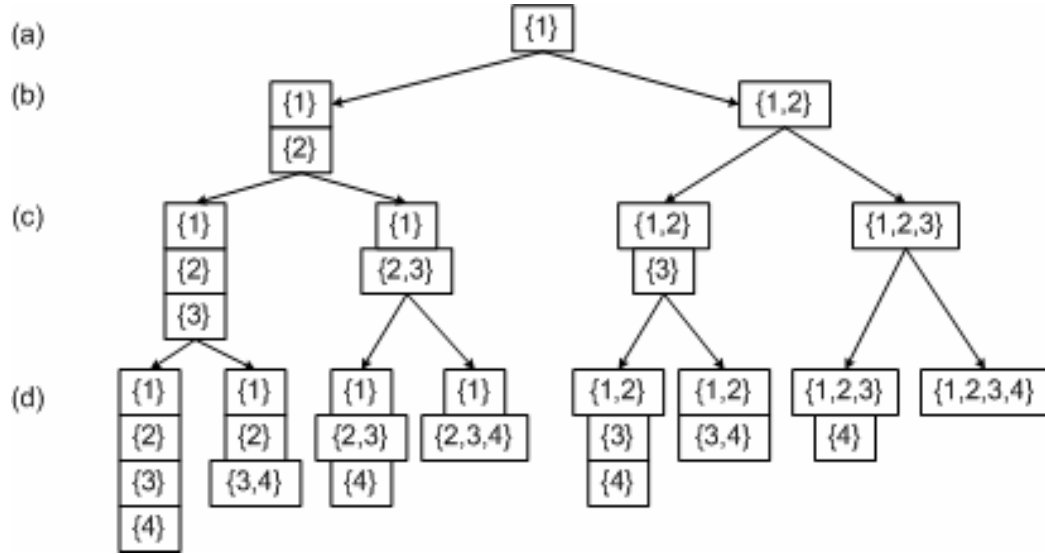 (a) {1}
(b) {1} {1,2}
{2}
(c) {1} {1} {1,2} {1,2,3}
{2} {2,3} {3}
{3}
(d) {1} {1} {1} {1} {1,2} {1,2} {1,2,3} {1,2,3,4}
{2} {2} {2,3} {2,3,4} {3} {3,4} {4}
{3} {3,4} {4} {4}
{4}